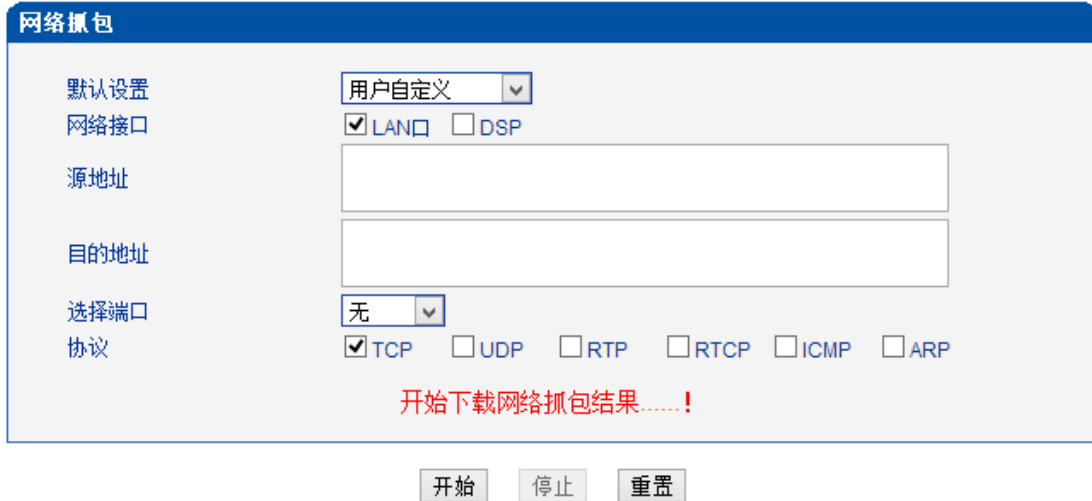 网络抓包
默认设置 用户自定义
网络接口 LAN口 DSP
源地址
目的地址
选择端口 无
协议 TCP UDP RTP RTCP ICMP ARP
开始下载网络抓包结果......!
开始 停止 重置